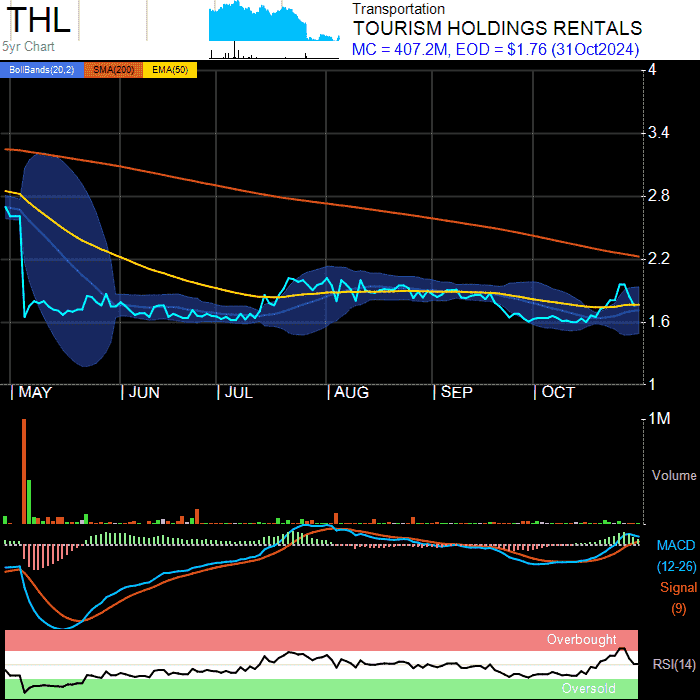 THL
5yr Chart
Transportation
TOURISM HOLDINGS RENTALS
MC = 407.2M, EOD = $1.76 (31Oct2024)
BollBands(20,2) SMA(200) EMA(50)
4
3.4
2.8
2.2
1.6
1
MAY JUN JUL AUG SEP OCT
1M
Volume
MACD
(12-26)
Signal
(9)
Overbought
RSI(14)
Oversold